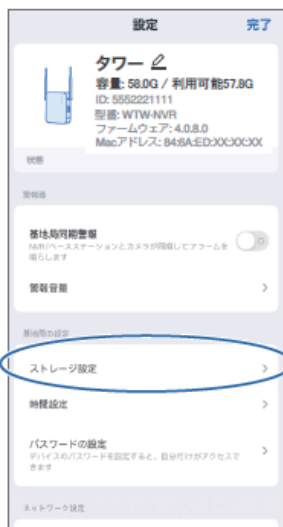 設定
完了
タワー
容量: 58.0G / 利用可能57.8G
ID: 5552221111
型番: WTW-NVR
ファームウェア: 4.0.8.0
Macアドレス: 84:6A:ED:XX:XX:XX
状態
警報器
基地局同期警報
NVR/ベースステーションとカメラが同期してアラームを
鳴らします
警報音量
基地局の設定
ストレージ設定
時間設定
パスワードの設定
デバイスのパスワードを設定すると、自分だけがアクセスで
きます
ネットワーク設定